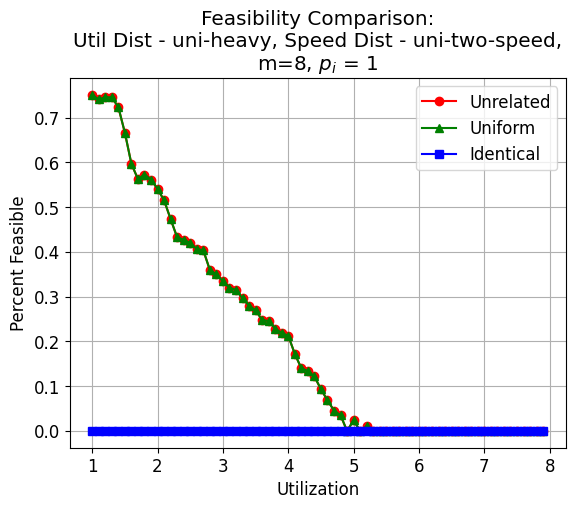 Feasibility Comparison:
Util Dist - uni-heavy, Speed Dist - uni-two-speed,
m=8, pᵢ = 1
Unrelated
Uniform
Identical
Percent Feasible
0.7
0.6
0.5
0.4
0.3
0.2
0.1
0.0
1 2 3 4 5 6 7 8
Utilization